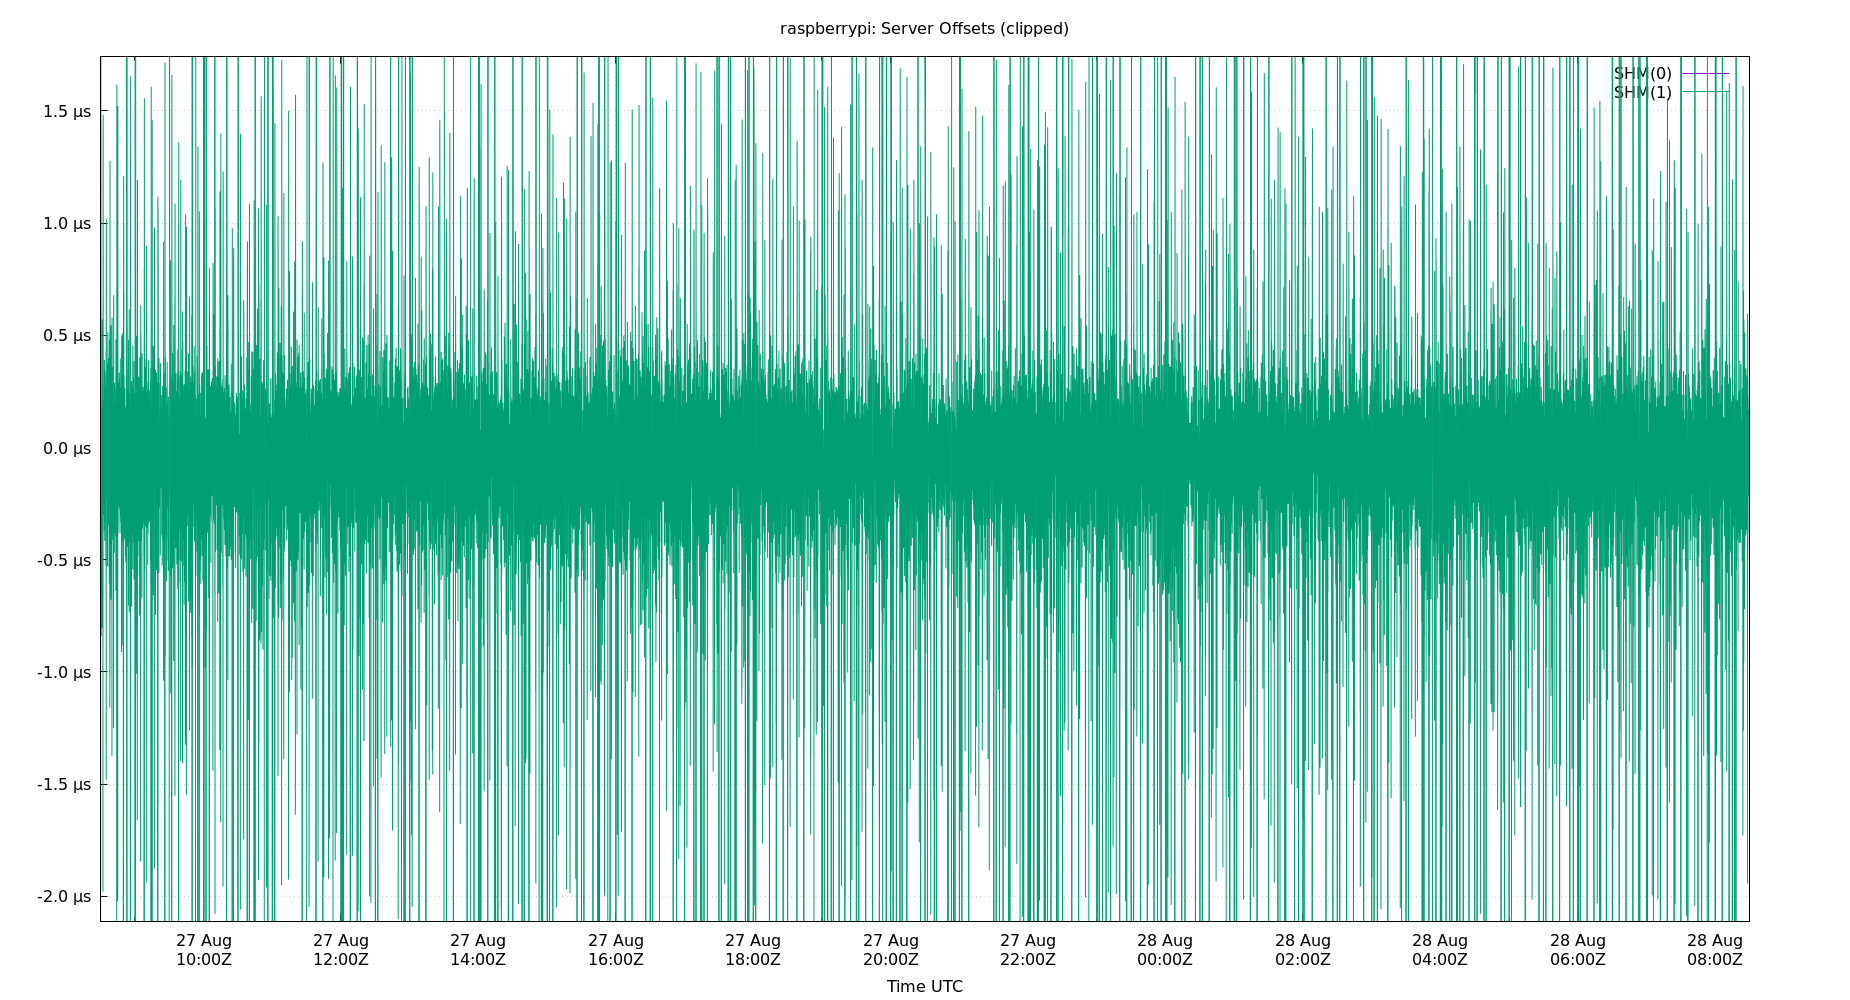 raspberrypi: Server Offsets (clipped)
SHM(0)
SHM(1)
1.5 µs
1.0 µs
0.5 µs
0.0 µs
-0.5 µs
-1.0 µs
-1.5 µs
-2.0 µs
27 Aug 27 Aug 27 Aug 27 Aug 27 Aug 27 Aug 27 Aug 28 Aug 28 Aug 28 Aug 28 Aug 28 Aug
10:00Z 12:00Z 14:00Z 16:00Z 18:00Z 20:00Z 22:00Z 00:00Z 02:00Z 04:00Z 06:00Z 08:00Z
Time UTC